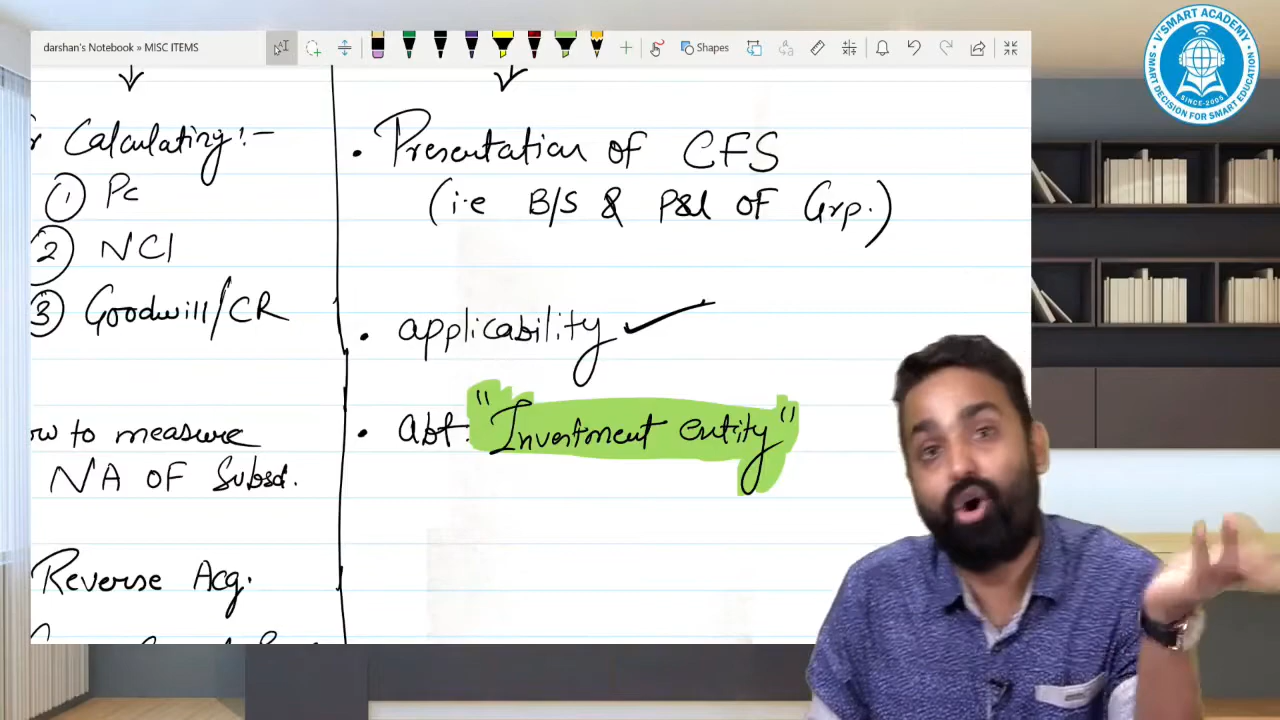 darshan's Notebook » MISC ITEMS
Shapes
V'SMART ACADEMY
SMART DECISION FOR SMART EDUCATION
SINCE-2005
r Calculating:-
① PC
② NCI
③ Goodwill/CR
ow to measure
NA OF Subsd.
Reverse Acq.
• Presentation of CFS
(i.e B/S & P&L OF Grp.)
• applicability ✓
• abt. "Investment entity"